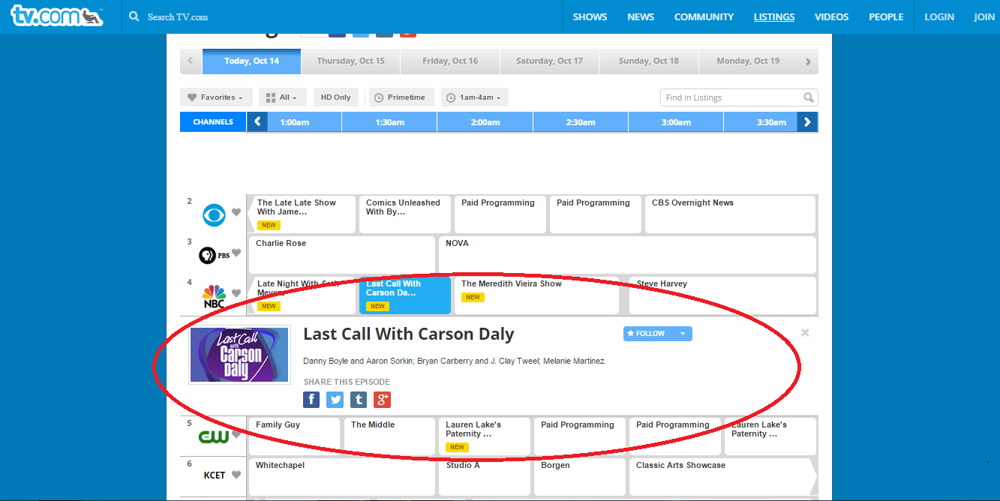 tv.com
Search TV.com
SHOWS
NEWS
COMMUNITY
LISTINGS
VIDEOS
PEOPLE
LOGIN
JOIN
Today, Oct 14
Thursday, Oct 15
Friday, Oct 16
Saturday, Oct 17
Sunday, Oct 18
Monday, Oct 19
Favorites
All
HD Only
Primetime
1am-4am
Find in Listings
CHANNELS
1:00am
1:30am
2:00am
2:30am
3:00am
3:30am
2
The Late Late Show
With Jame...
NEW
Comics Unleashed
With By...
Paid Programming
Paid Programming
CBS Overnight News
3
PBS
Charlie Rose
NOVA
4
NBC
Late Night With Seth
Meyers
NEW
Last Call With
Carson Da...
NEW
The Meredith Vieira Show
NEW
Steve Harvey
Last Call
with
Carson
Daly
Last Call With Carson Daly
FOLLOW
Danny Boyle and Aaron Sorkin; Bryan Carberry and J. Clay Tweel; Melanie Martinez.
SHARE THIS EPISODE
f
t
g+
5
THE CW
Family Guy
The Middle
Lauren Lake's
Paternity ...
NEW
Paid Programming
Paid Programming
Lauren Lake's
Paternity ...
6
KCET
Whitechapel
Studio A
Borgen
Classic Arts Showcase